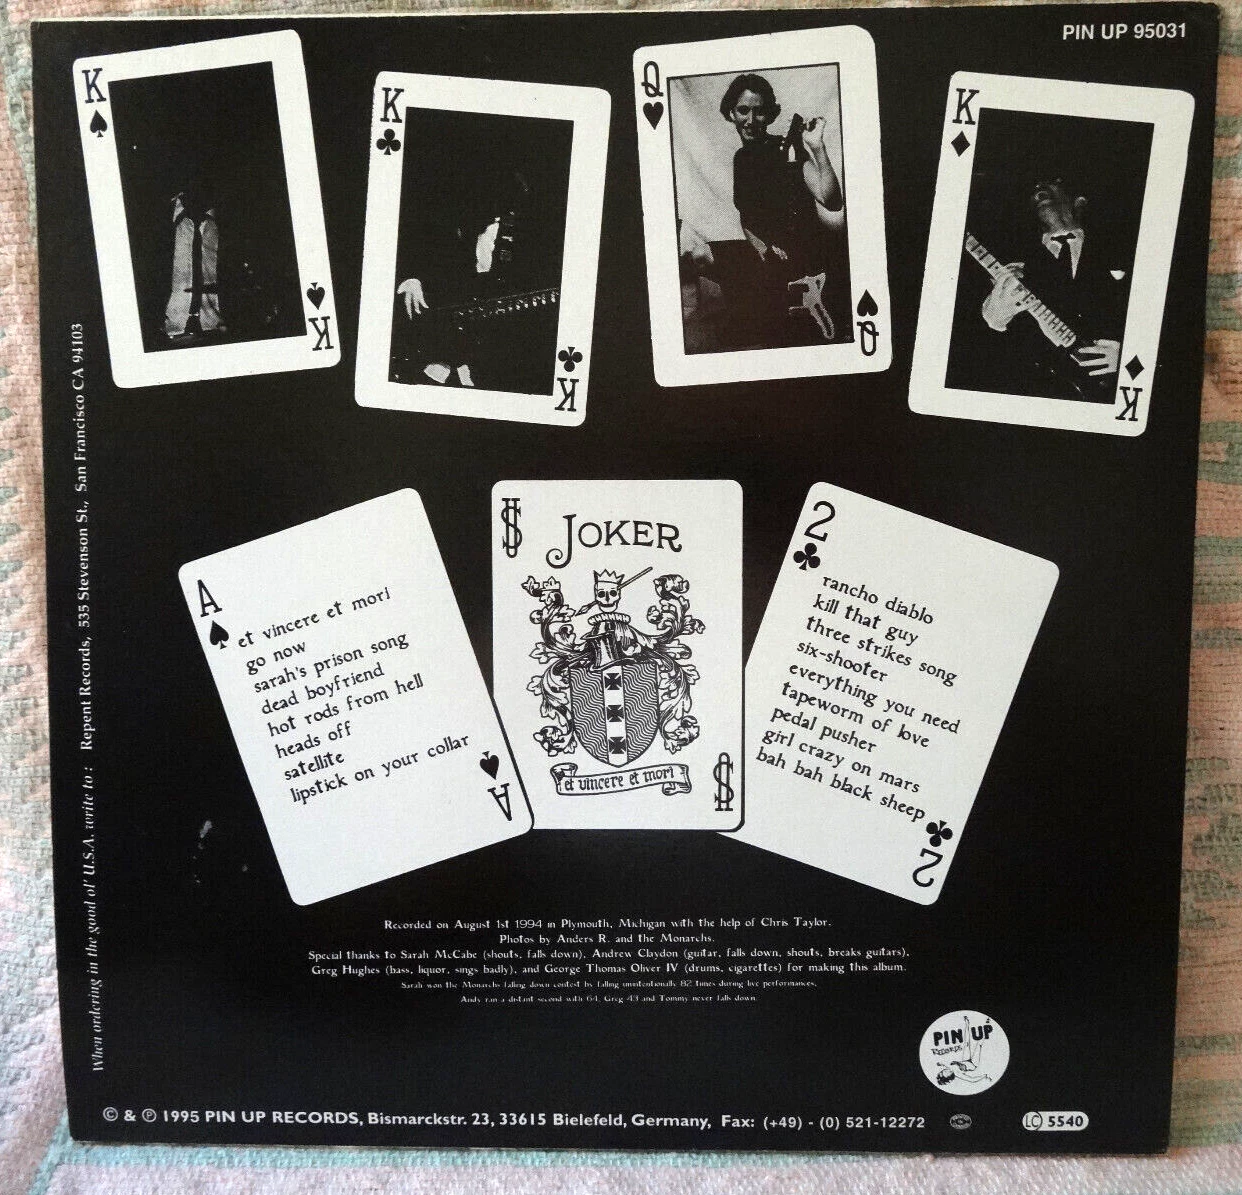 PIN UP 95031
K
K
K
K
Q
Q
K
K
When ordering in the good ol' U.S.A. write to: Repent Records, 535 Stevenson St., San Francisco CA 94103
A
et vincere et mori
go now
sarah's prison song
dead boyfriend
hot rods from hell
heads off
satellite
lipstick on your collar
A
$
JOKER
et vincere et mori
$
2
rancho diablo
kill that guy
three strikes song
six-shooter
everything you need
tapeworm of love
pedal pusher
girl crazy on mars
bah bah black sheep
2
Recorded on August 1st 1994 in Plymouth, Michigan with the help of Chris Taylor.
Photos by Anders R. and the Monarchs.
Special thanks to Sarah McCabe (shouts, falls down), Andrew Claydon (guitar, falls down, shouts, breaks guitars),
Greg Hughes (bass, liquor, sings badly), and George Thomas Oliver IV (drums, cigarettes) for making this album.
Sarah won the Monarchs falling down contest by falling unintentionally 82 times during live performances,
Andy ran a distant second with 64, Greg 43 and Tommy never falls down.
PIN UP
RECORDS
© & ℗ 1995 PIN UP RECORDS, Bismarckstr. 23, 33615 Bielefeld, Germany, Fax: (+49) - (0) 521-12272
LC 5540